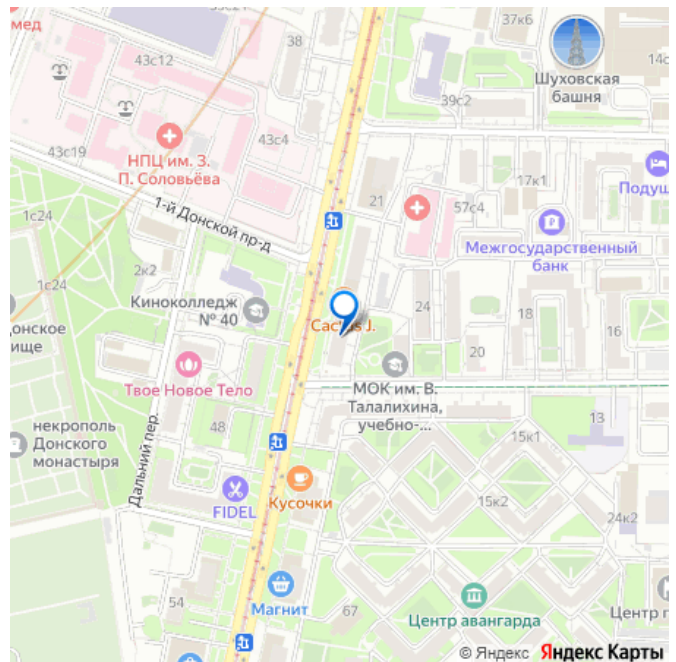 мед
43с12
38
37к6
14с
Шуховская
башня
39с2
43с4
43с19
НПЦ им. З.
П. Соловьёва
1с24
1-й Донской пр-д
21
57с4
17к1
Подуш
Межгосударственный
банк
2к2
1с24
Киноколледж
№ 40
Cactus J.
24
18
16
20
онское
ище
Твое Новое Тело
МОК им. В.
Талалихина,
учебно-...
13
48
15к1
некрополь
Донского
монастыря
Дальний пер.
FIDEL
Кусочки
15к2
24к2
54
Магнит
67
Центр авангарда
Центр г
© Яндекс Яндекс Карты